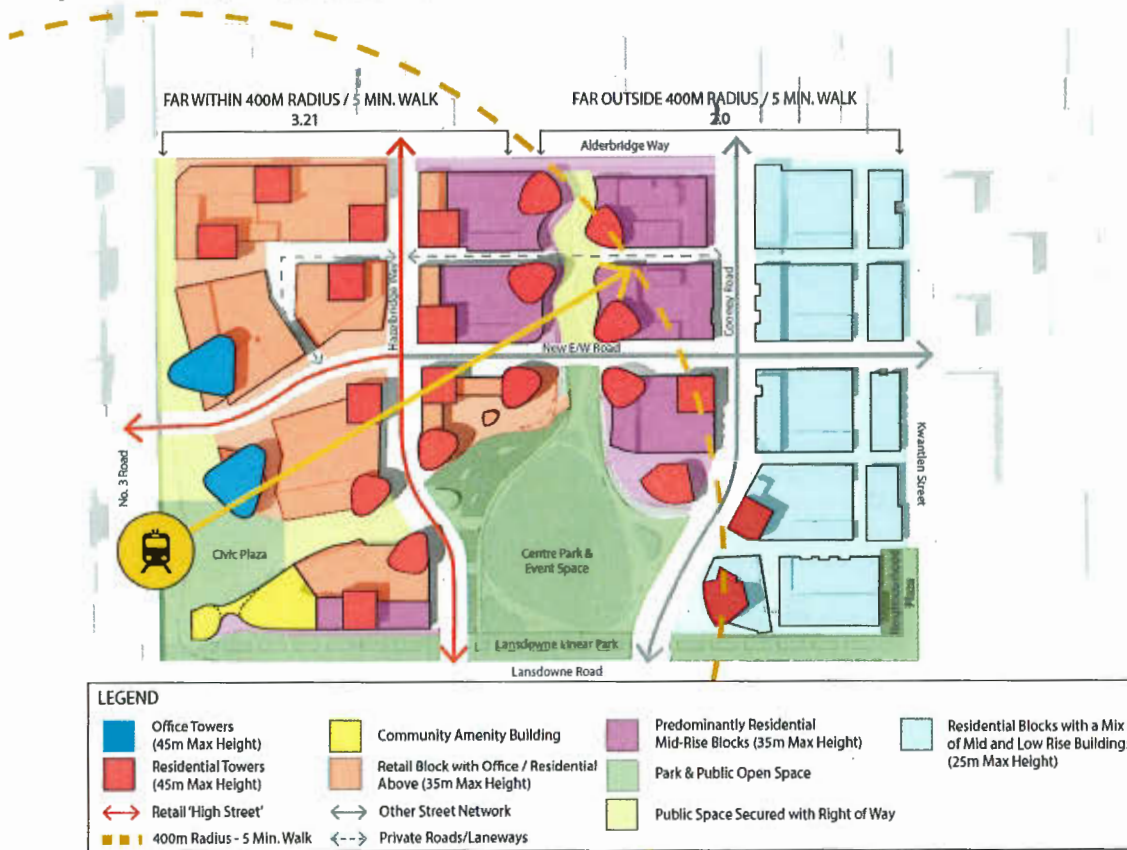 FAR WITHIN 400M RADIUS / 5 MIN. WALK
3.21
FAR OUTSIDE 400M RADIUS / 5 MIN. WALK
2.0
Alderbridge Way
Hazelbridge Way
Cooney Road
New E/W Road
No. 3 Road
Kwantlen Street
Civic Plaza
Centre Park &
Event Space
Plaza
Lansdowne Linear Park
Lansdowne Road
LEGEND
Office Towers
(45m Max Height)
Residential Towers
(45m Max Height)
Retail 'High Street'
400m Radius - 5 Min. Walk
Community Amenity Building
Retail Block with Office / Residential
Above (35m Max Height)
Other Street Network
Private Roads/Laneways
Predominantly Residential
Mid-Rise Blocks (35m Max Height)
Park & Public Open Space
Public Space Secured with Right of Way
Residential Blocks with a Mix
of Mid and Low Rise Building
(25m Max Height)